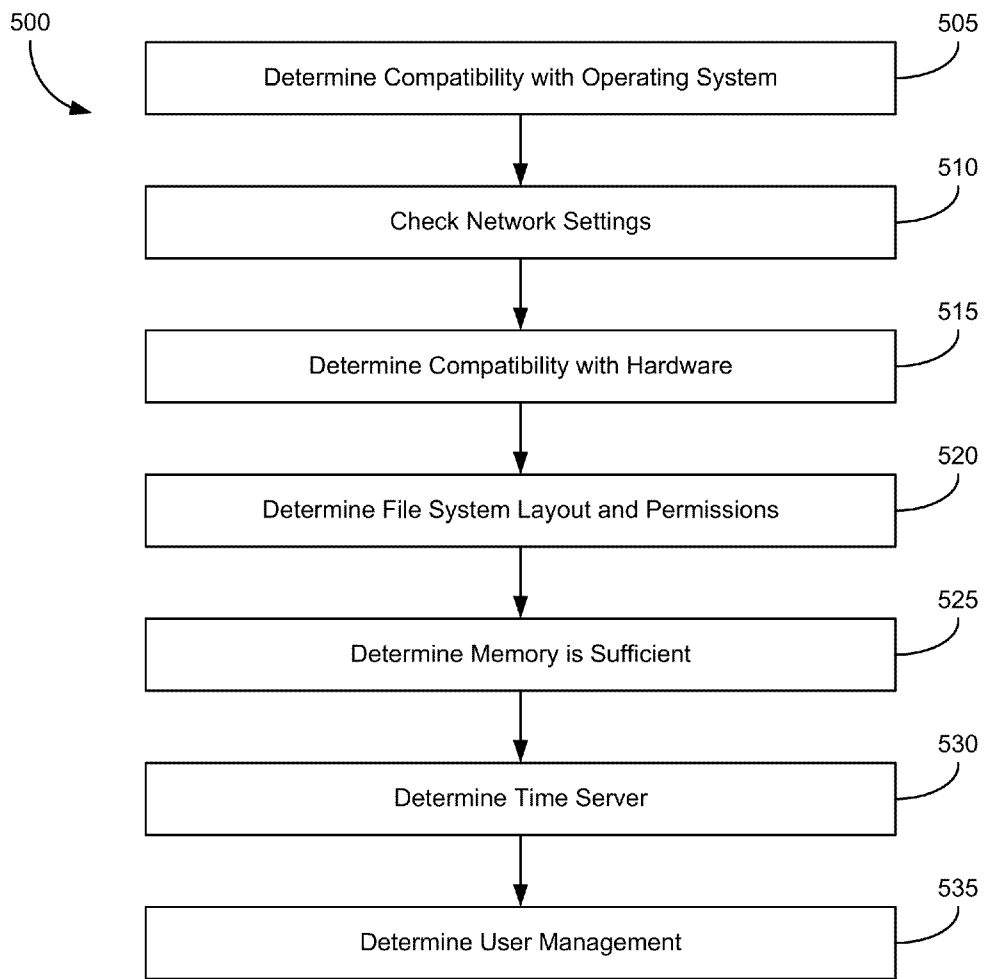 500
505
Determine Compatibility with Operating System
510
Check Network Settings
515
Determine Compatibility with Hardware
520
Determine File System Layout and Permissions
525
Determine Memory is Sufficient
530
Determine Time Server
535
Determine User Management